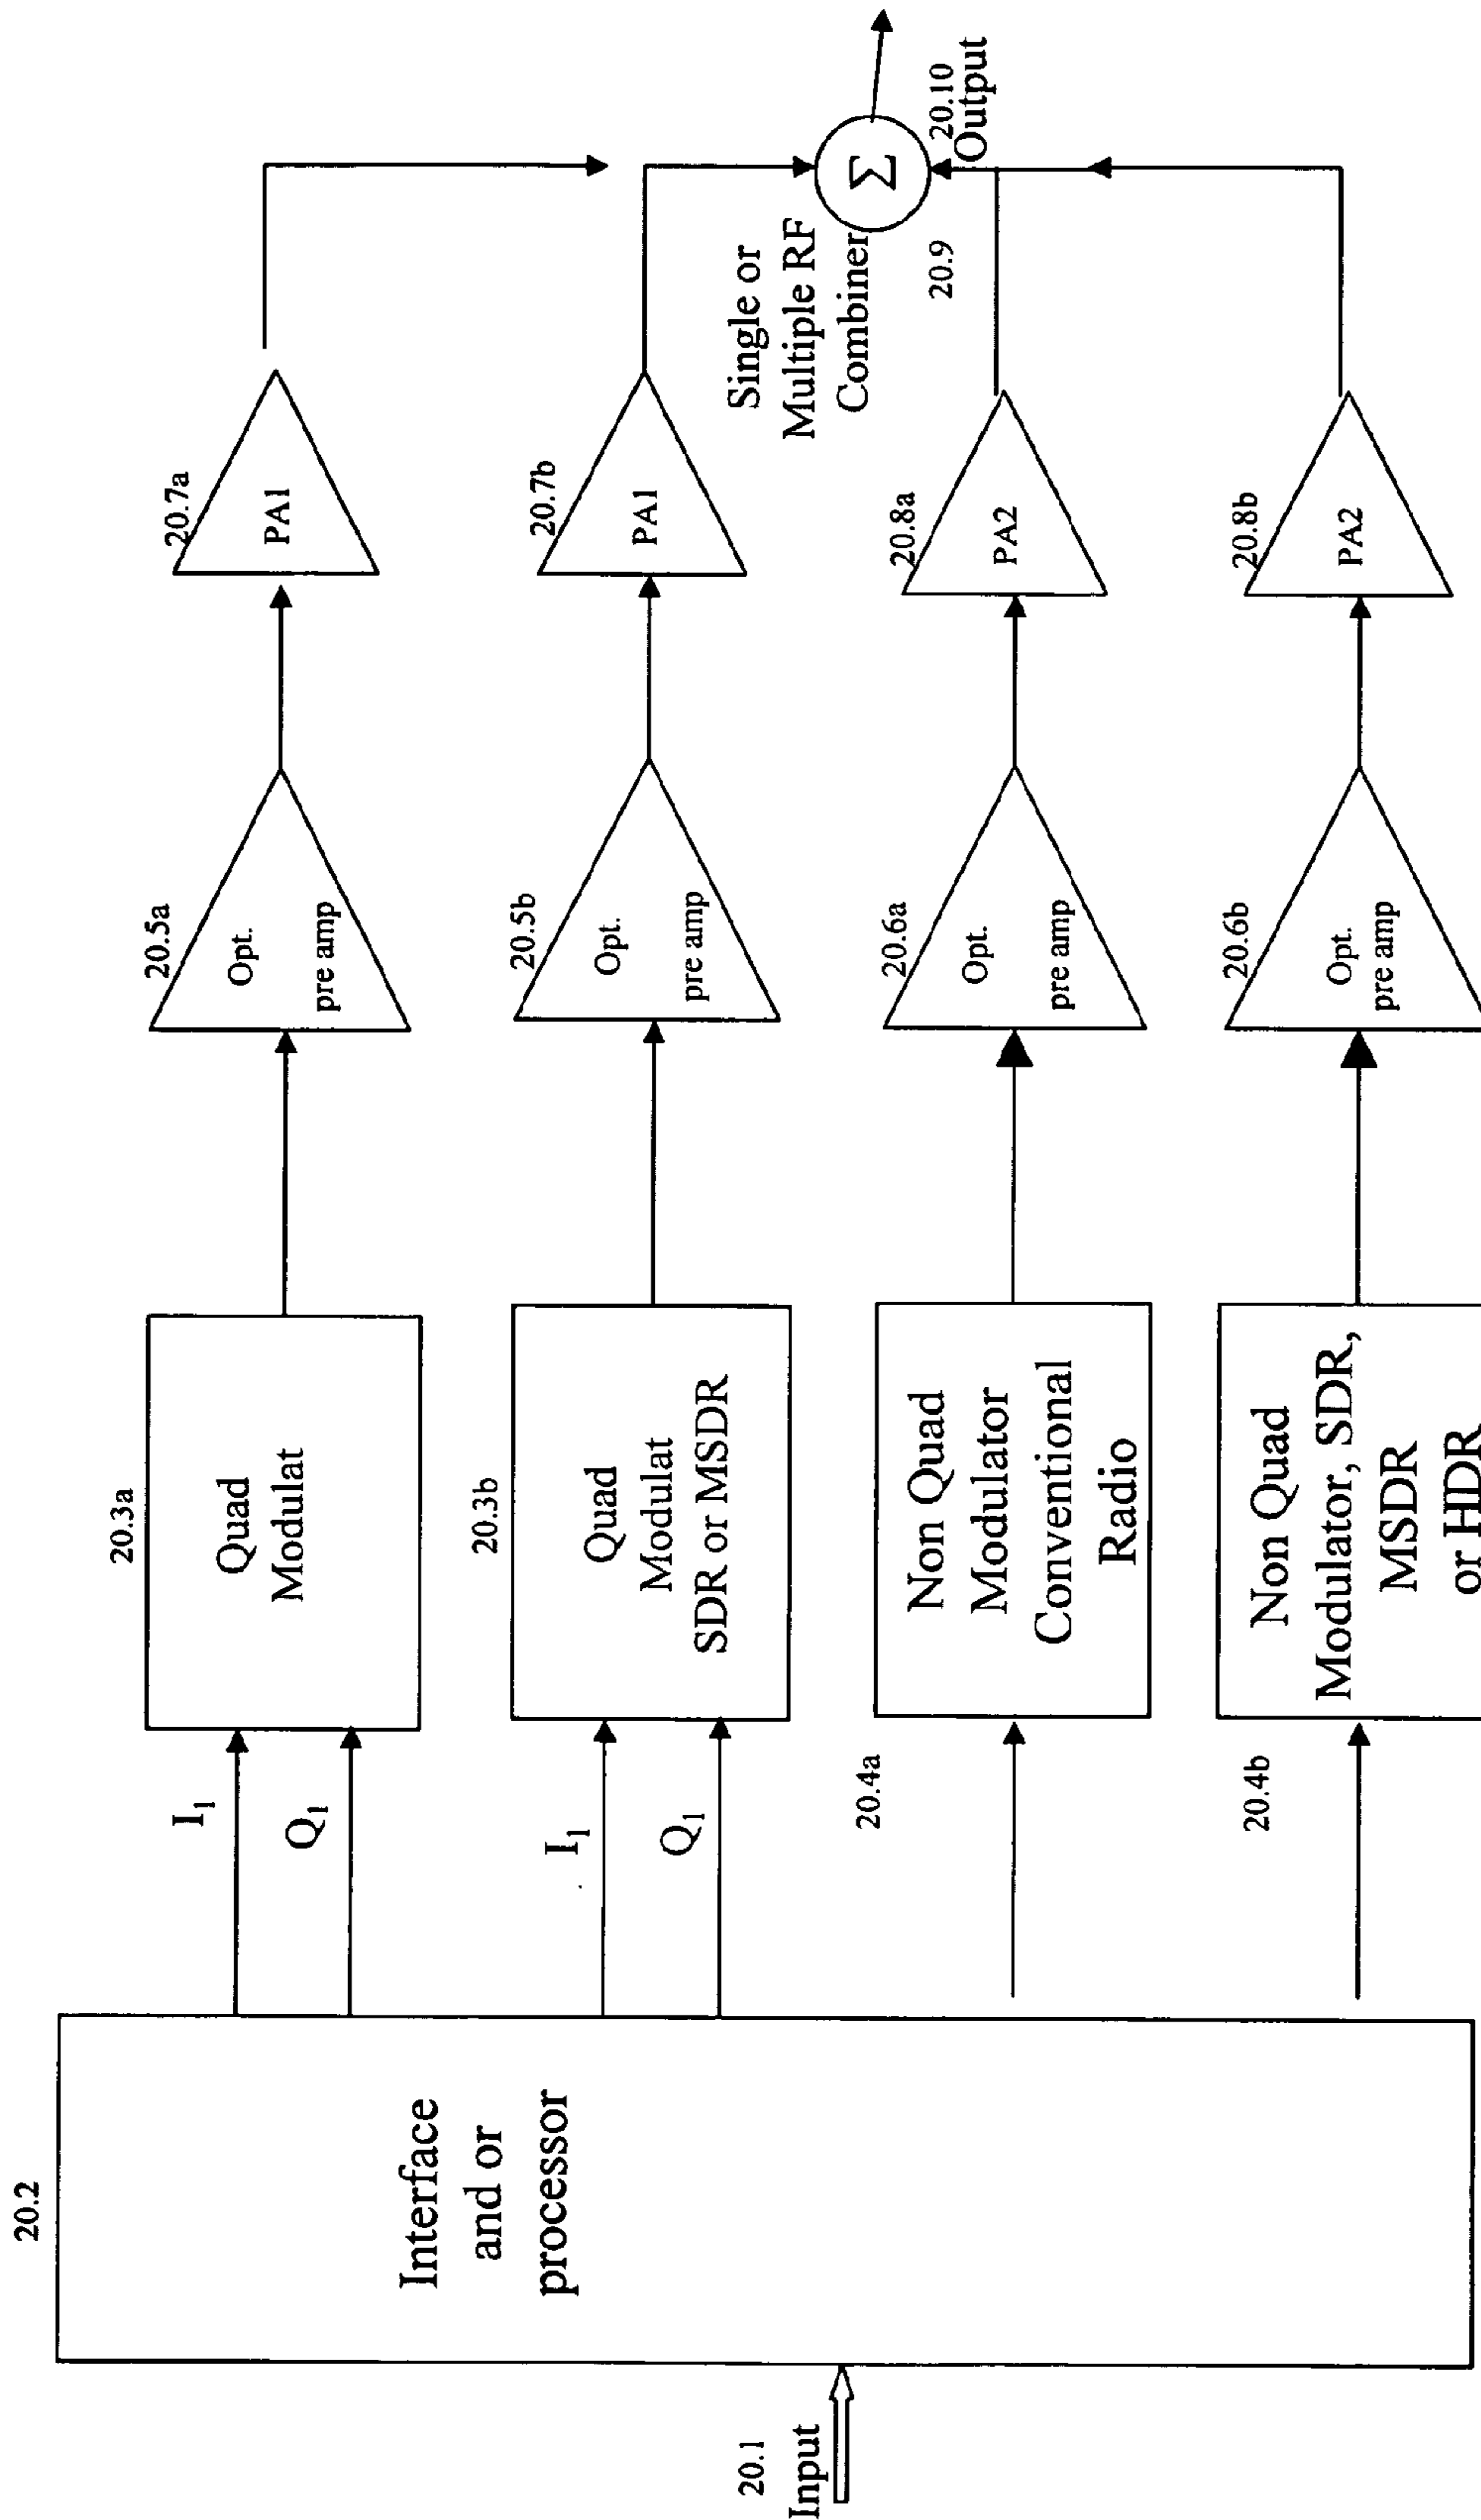 20.1
Input
20.2
Interface
and or
processor
I1
Q1
20.3a
Quad
Modulat
20.5a
Opt.
pre amp
20.7a
PA1
I1
Q1
20.3b
Quad
Modulat
SDR or MSDR
20.5b
Opt.
pre amp
20.7b
PA1
Single or
Multiple RF
Combiner
Σ
20.9
20.10
Output
20.4a
Non Quad
Modulator
Conventional
Radio
20.6a
Opt.
pre amp
20.8a
PA2
20.4b
Non Quad
Modulator, SDR,
MSDR
or HDR
20.6b
Opt.
pre amp
20.8b
PA2